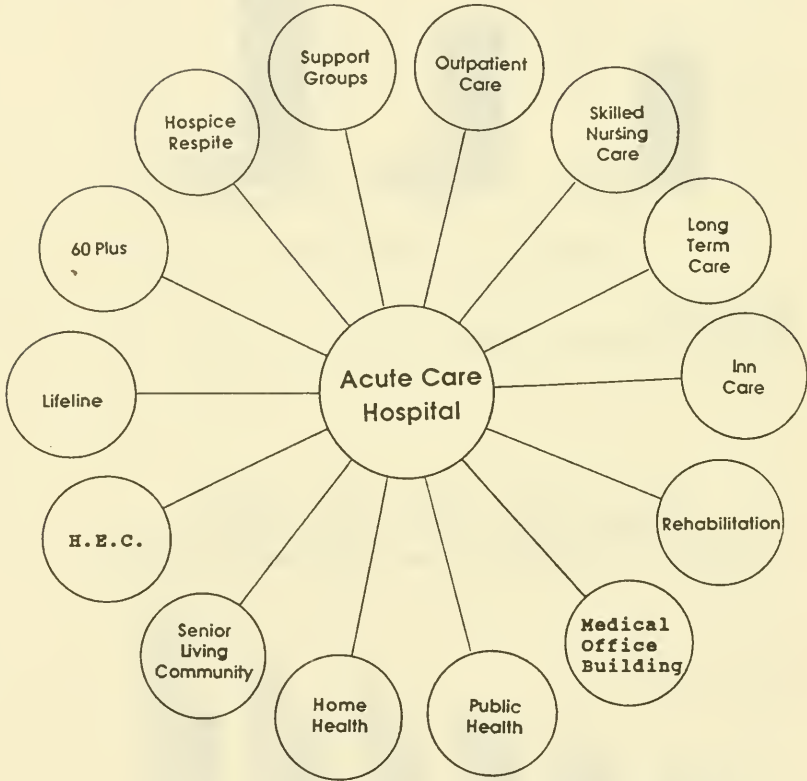 Support
Groups
Outpatient
Care
Skilled
Nursing
Care
Long
Term
Care
Inn
Care
Rehabilitation
Medical
Office
Building
Public
Health
Home
Health
Senior
Living
Community
H.E.C.
Lifeline
60 Plus
Hospice
Respite
Acute Care
Hospital